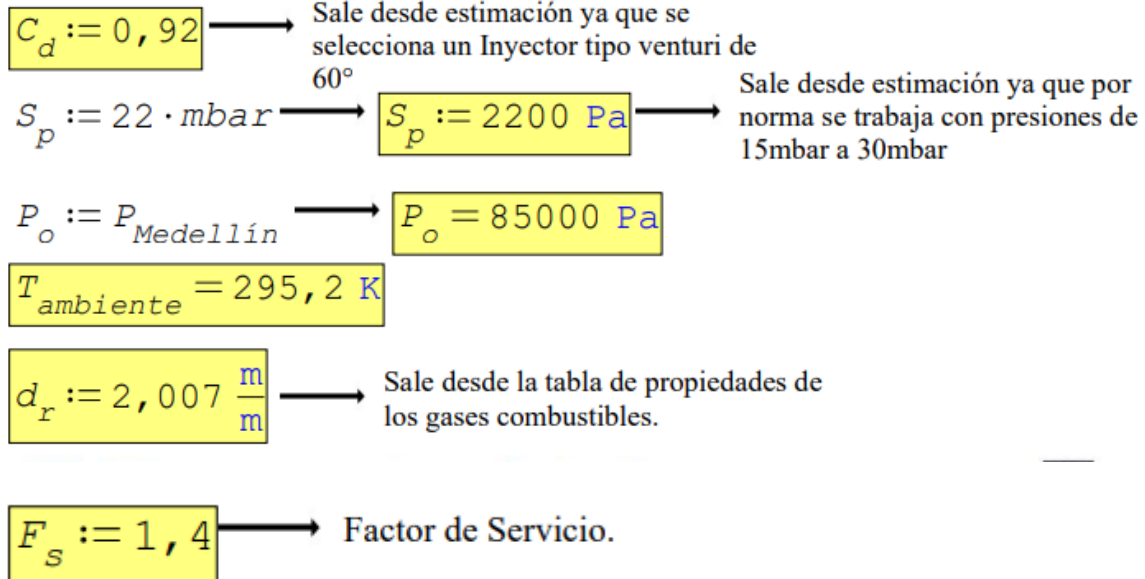 C_d := 0,92
Sale desde estimación ya que se
selecciona un Inyector tipo venturi de
60°
S_p := 22 · mbar
S_p := 2200 Pa
Sale desde estimación ya que por
norma se trabaja con presiones de
15mbar a 30mbar
P_o := P_Medellín
P_o = 85000 Pa
T_ambiente = 295,2 K
d_r := 2,007 m/m
Sale desde la tabla de propiedades de
los gases combustibles.
F_s := 1,4
Factor de Servicio.